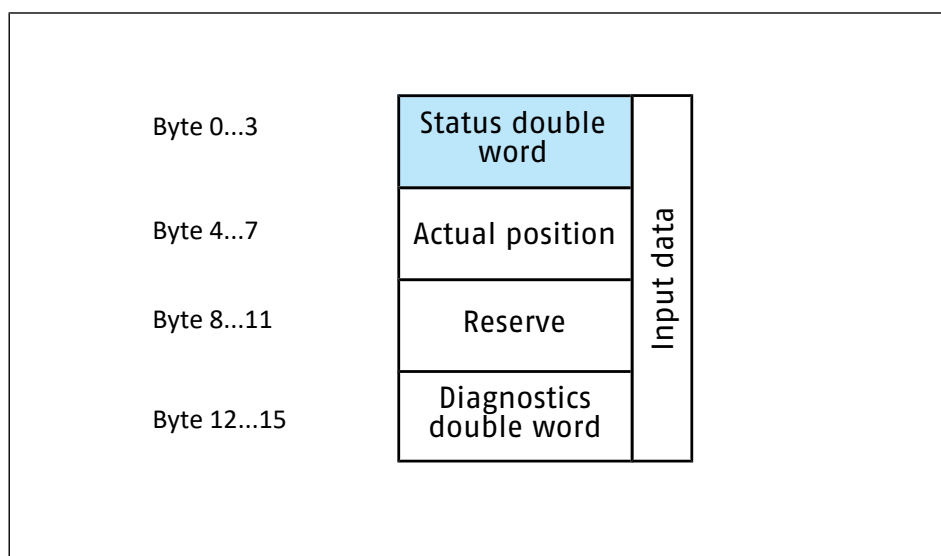 Byte 0...3
Status double
word
Byte 4...7
Actual position
Byte 8...11
Reserve
Byte 12...15
Diagnostics
double word
Input data